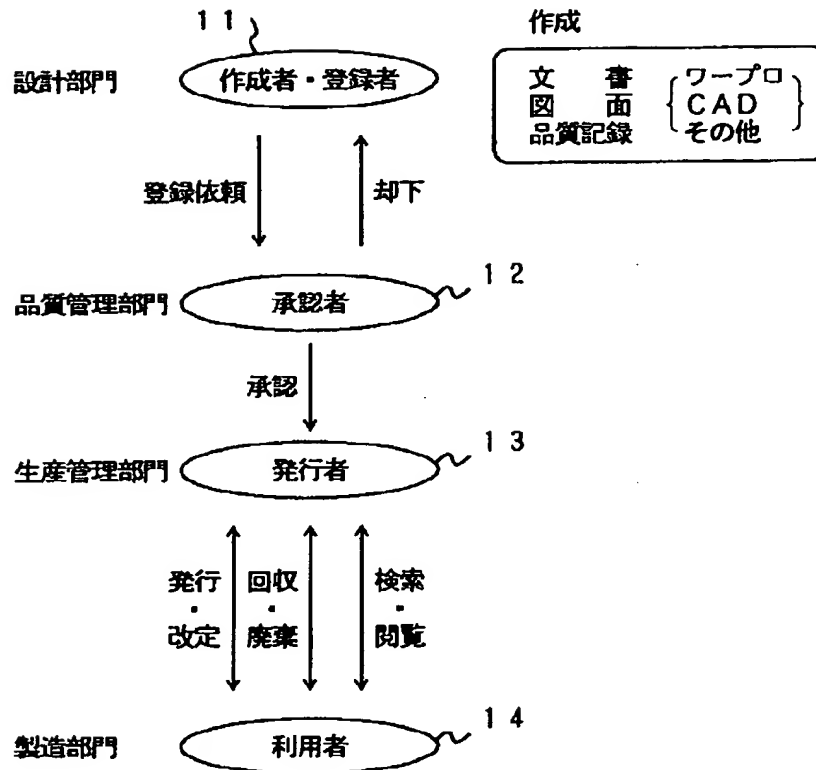 11
作成
設計部門
作成者・登録者
文　書
図　面
品質記録
ワープロ
CAD
その他
登録依頼
却下
12
品質管理部門
承認者
承認
13
生産管理部門
発行者
発行・改定
回収・廃棄
検索・閲覧
14
製造部門
利用者